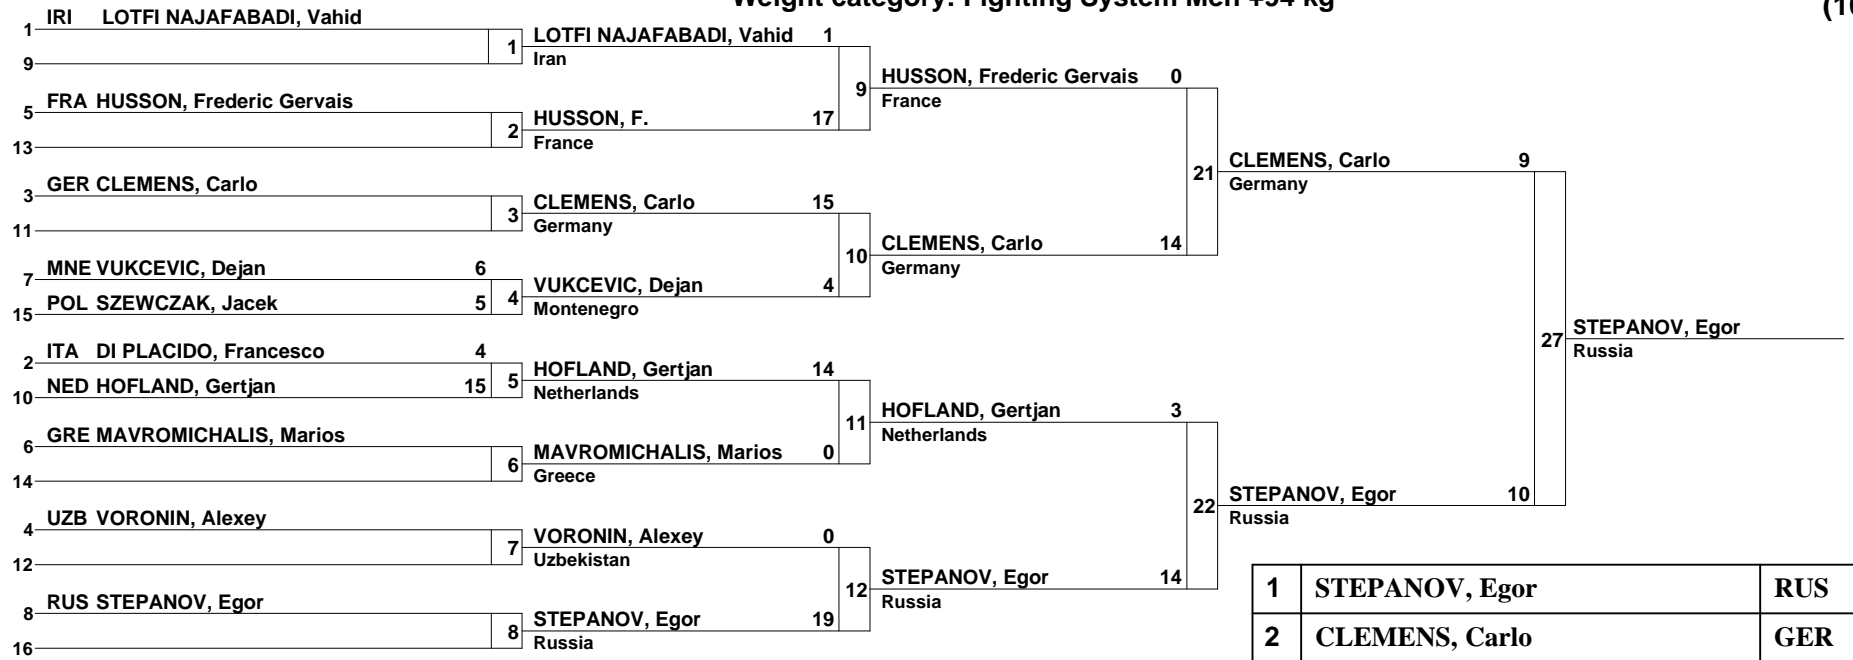 Weight category: Fighting System Men +94 kg
(10
1 IRI LOTFI NAJAFABADI, Vahid
9
1
5 FRA HUSSON, Frederic Gervais
13
2
3 GER CLEMENS, Carlo
11
3
7 MNE VUKCEVIC, Dejan 6
15 POL SZEWCZAK, Jacek 5
4
2 ITA DI PLACIDO, Francesco 4
10 NED HOFLAND, Gertjan 15
5
6 GRE MAVROMICHALIS, Marios
14
6
4 UZB VORONIN, Alexey
12
7
8 RUS STEPANOV, Egor
16
8
LOTFI NAJAFABADI, Vahid 1
Iran
HUSSON, F. 17
France
9
CLEMENS, Carlo 15
Germany
VUKCEVIC, Dejan 4
Montenegro
10
HOFLAND, Gertjan 14
Netherlands
MAVROMICHALIS, Marios 0
Greece
11
VORONIN, Alexey 0
Uzbekistan
STEPANOV, Egor 19
Russia
12
HUSSON, Frederic Gervais 0
France
CLEMENS, Carlo 14
Germany
21
HOFLAND, Gertjan 3
Netherlands
STEPANOV, Egor 14
Russia
22
CLEMENS, Carlo 9
Germany
STEPANOV, Egor 10
Russia
27
STEPANOV, Egor
Russia
1 STEPANOV, Egor RUS
2 CLEMENS, Carlo GER